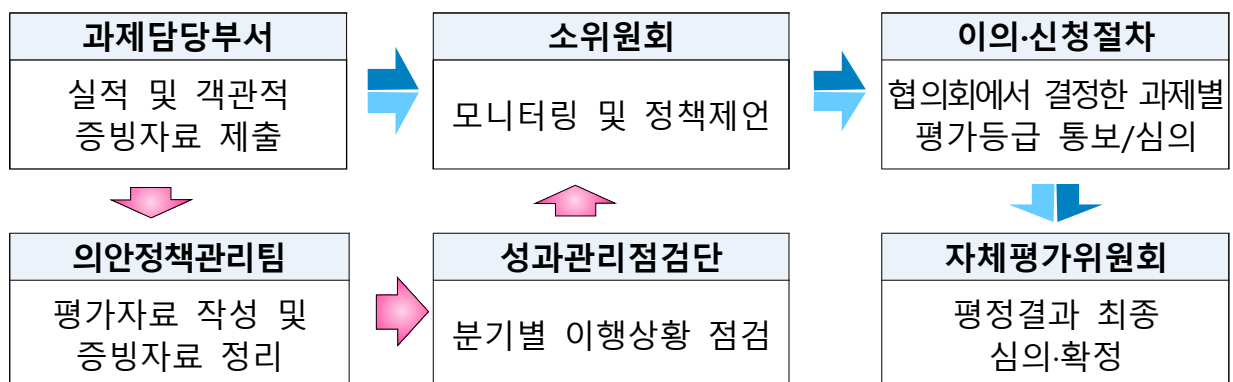 과제담당부서
실적 및 객관적
증빙자료 제출
소위원회
모니터링 및 정책제언
이의·신청절차
협의회에서 결정한 과제별
평가등급 통보/심의
의안정책관리팀
평가자료 작성 및
증빙자료 정리
성과관리점검단
분기별 이행상황 점검
자체평가위원회
평정결과 최종
심의·확정